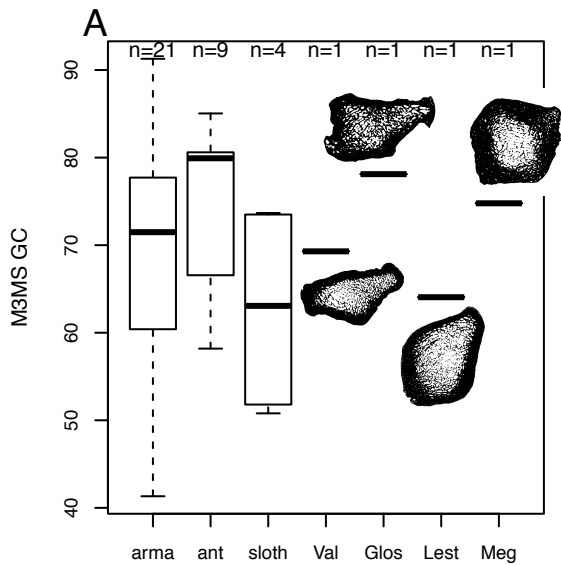 A
n=21 n=9 n=4 n=1 n=1 n=1 n=1
M3MS GC
90
80
70
60
50
40
arma ant sloth Val Glos Lest Meg